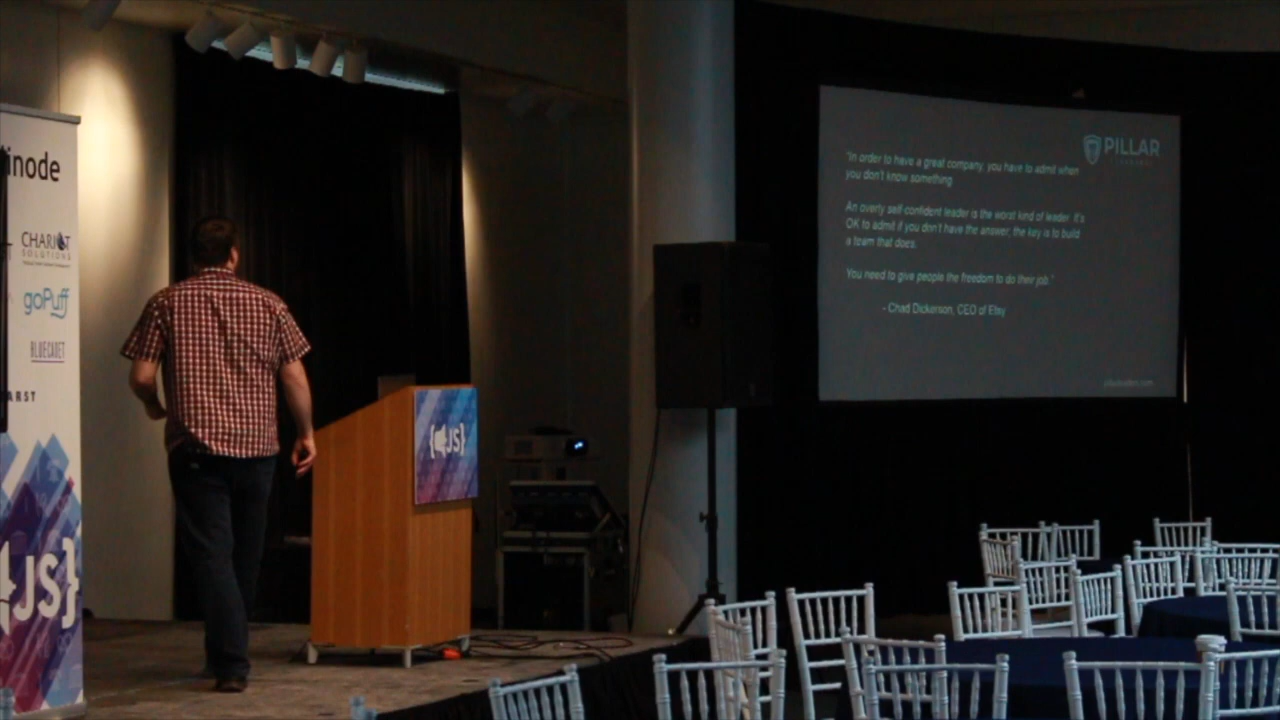 inode
CHARIOT
SOLUTIONS
goPuff
BLUECADET
ARST
JS}
{JS}
PILLAR
"In order to have a great company, you have to admit when
you don't know something.
An overly self-confident leader is the worst kind of leader. It's
OK to admit if you don't have the answer; the key is to build
a team that does.
You need to give people the freedom to do their job."
- Chad Dickerson, CEO of Etsy